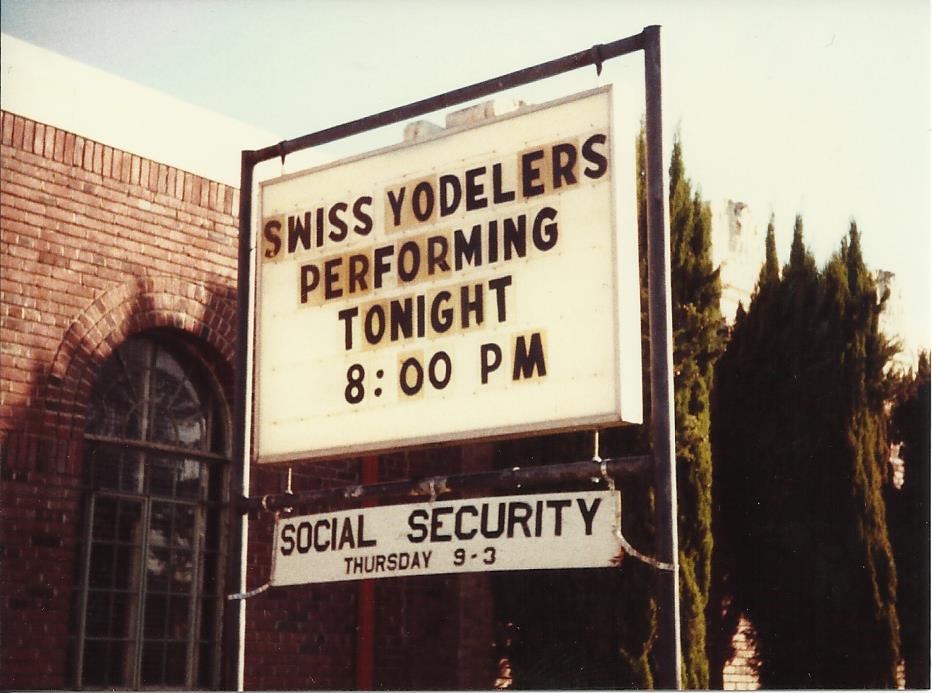 SWISS YODELERS
PERFORMING
TONIGHT
8:00 PM
SOCIAL SECURITY
THURSDAY 9-3